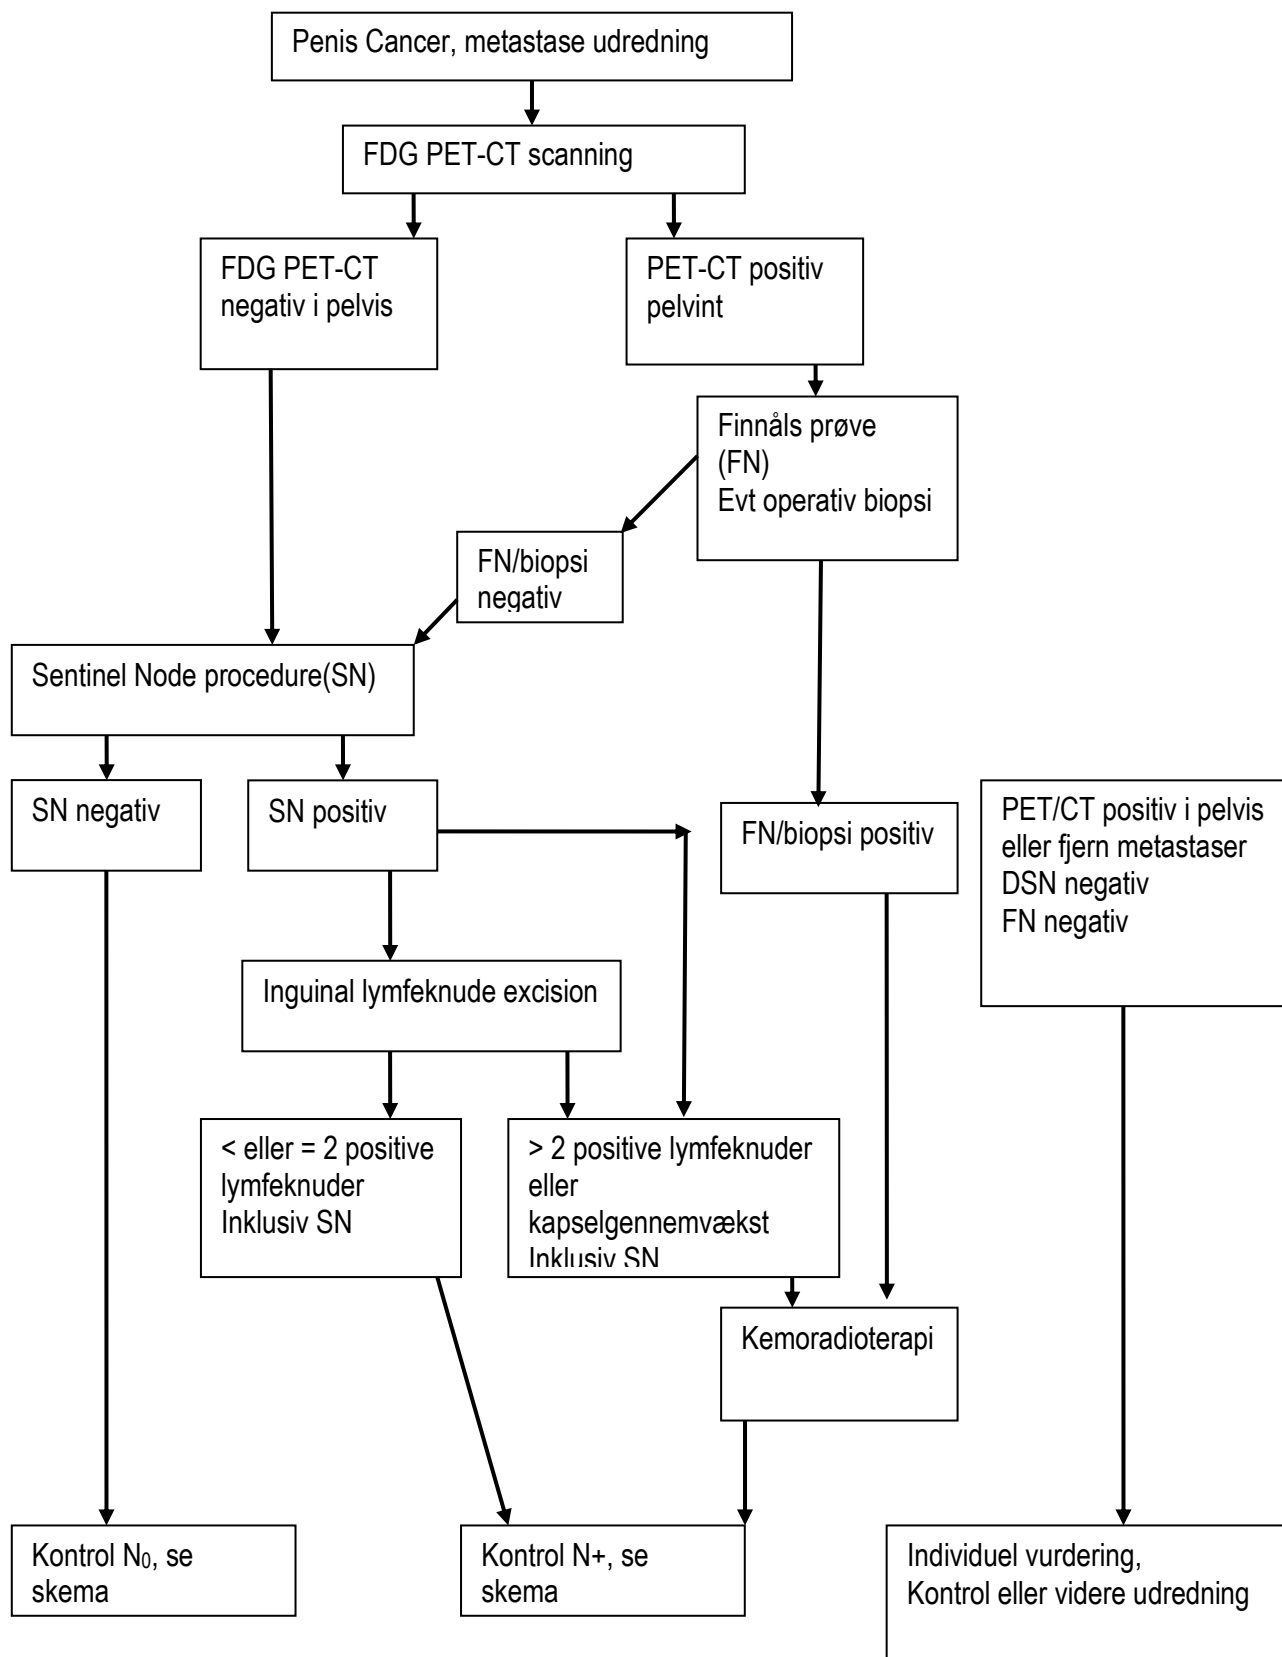 Penis Cancer, metastase udredning
FDG PET-CT scanning
FDG PET-CT
negativ i pelvis
PET-CT positiv
pelvint
Finnåls prøve
(FN)
Evt operativ biopsi
FN/biopsi
negativ
Sentinel Node procedure(SN)
SN negativ
SN positiv
FN/biopsi positiv
PET/CT positiv i pelvis
eller fjern metastaser
DSN negativ
FN negativ
Inguinal lymfeknude excision
< eller = 2 positive
lymfeknuder
Inklusiv SN
> 2 positive lymfeknuder
eller
kapselgennemvækst
Inklusiv SN
Kemoradioterapi
Kontrol N₀, se
skema
Kontrol N+, se
skema
Individuel vurdering,
Kontrol eller videre udredning